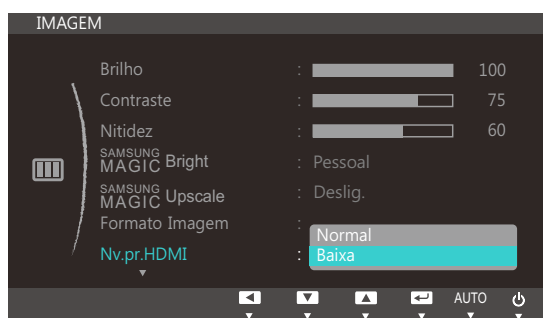 IMAGEM
Brilho : 100
Contraste : 75
Nitidez : 60
SAMSUNG MAGIC Bright : Pessoal
SAMSUNG MAGIC Upscale : Deslig.
Formato Imagem :
Normal
Nv.pr.HDMI : Baixa
AUTO